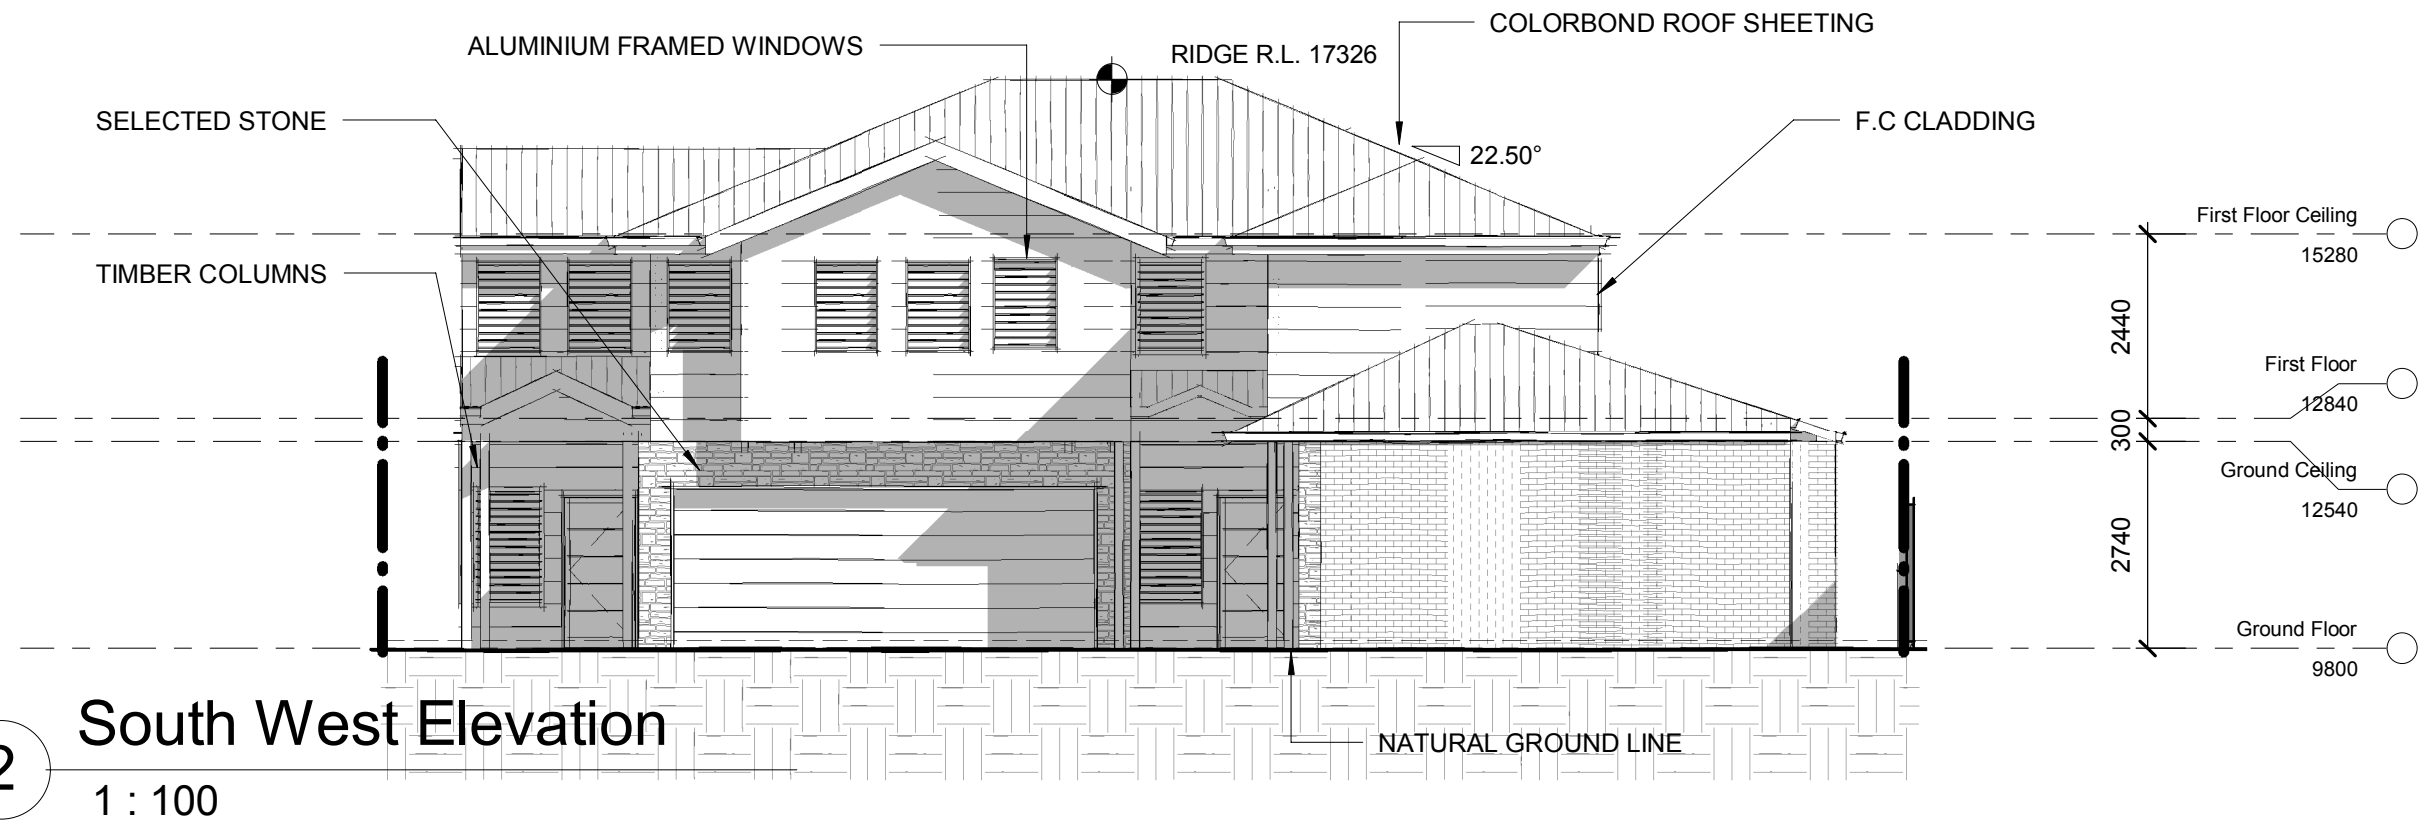 COLORBOND ROOF SHEETING
ALUMINIUM FRAMED WINDOWS
RIDGE R.L. 17326
SELECTED STONE
F.C CLADDING
22.50°
First Floor Ceiling
15280
TIMBER COLUMNS
2440
First Floor
12840
300
Ground Ceiling
12540
2740
Ground Floor
9800
2
South West Elevation
NATURAL GROUND LINE
1 : 100